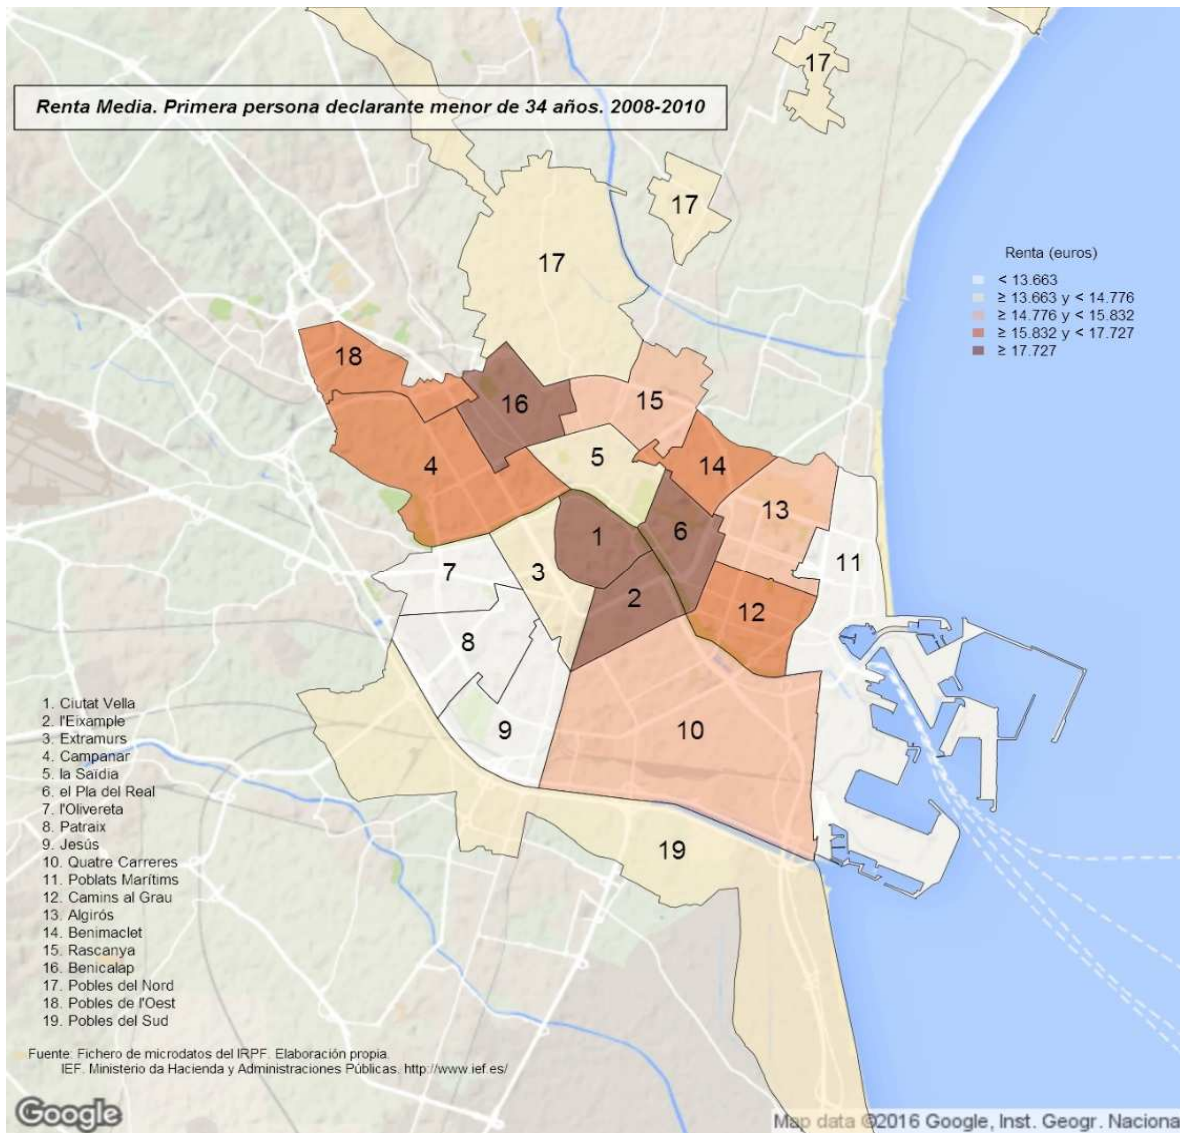 17
Renta Media. Primera persona declarante menor de 34 años. 2008-2010
17
17
Renta (euros)
< 13.663
≥ 13.663 y < 14.776
≥ 14.776 y < 15.832
≥ 15.832 y < 17.727
≥ 17.727
18
16
15
4
5
14
13
1
6
11
7
3
2
12
8
9
10
19
1. Ciutat Vella
2. l'Eixample
3. Extramurs
4. Campanar
5. la Saïdia
6. el Pla del Real
7. l'Olivereta
8. Patraix
9. Jesús
10. Quatre Carreres
11. Poblats Marítims
12. Camins al Grau
13. Algirós
14. Benimaclet
15. Rascanya
16. Benicalap
17. Pobles del Nord
18. Pobles de l'Oest
19. Pobles del Sud
Fuente: Fichero de microdatos del IRPF. Elaboración propia.
IEF. Ministerio da Hacienda y Administraciones Públicas. http://www.ief.es/
Google
Map data ©2016 Google, Inst. Geogr. Naciona